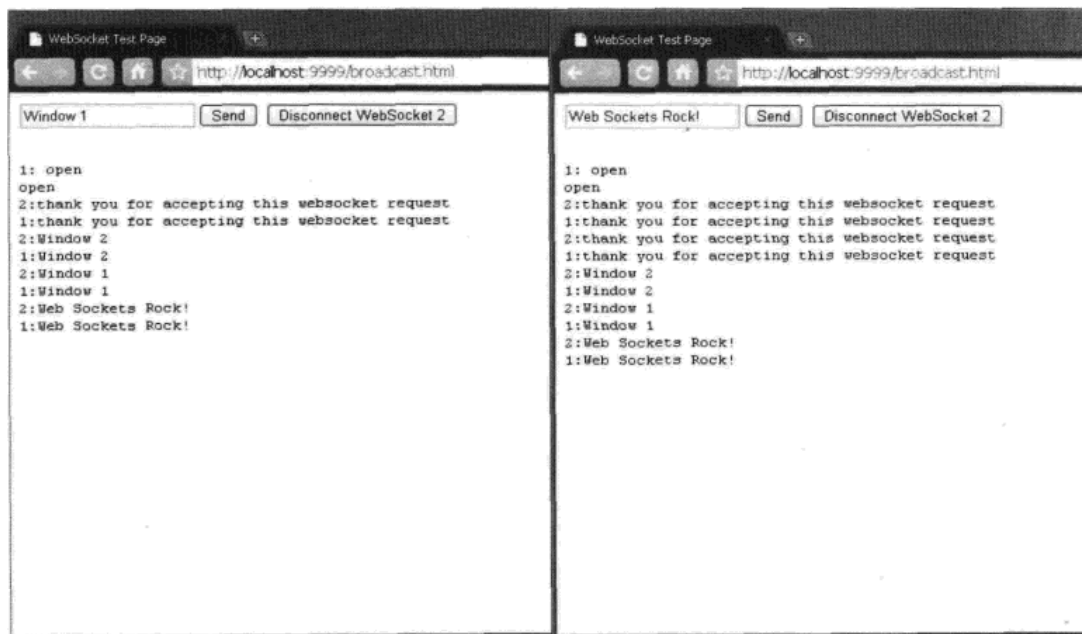 WebSocket Test Page
http://localhost:9999/broadcast.html
Window 1 Send Disconnect WebSocket 2
1: open
open
2:thank you for accepting this websocket request
1:thank you for accepting this websocket request
2:Window 2
1:Window 2
2:Window 1
1:Window 1
2:Web Sockets Rock!
1:Web Sockets Rock!
WebSocket Test Page
http://localhost:9999/broadcast.html
Web Sockets Rock! Send Disconnect WebSocket 2
1: open
open
2:thank you for accepting this websocket request
1:thank you for accepting this websocket request
2:thank you for accepting this websocket request
1:thank you for accepting this websocket request
2:Window 2
1:Window 2
2:Window 1
1:Window 1
2:Web Sockets Rock!
1:Web Sockets Rock!